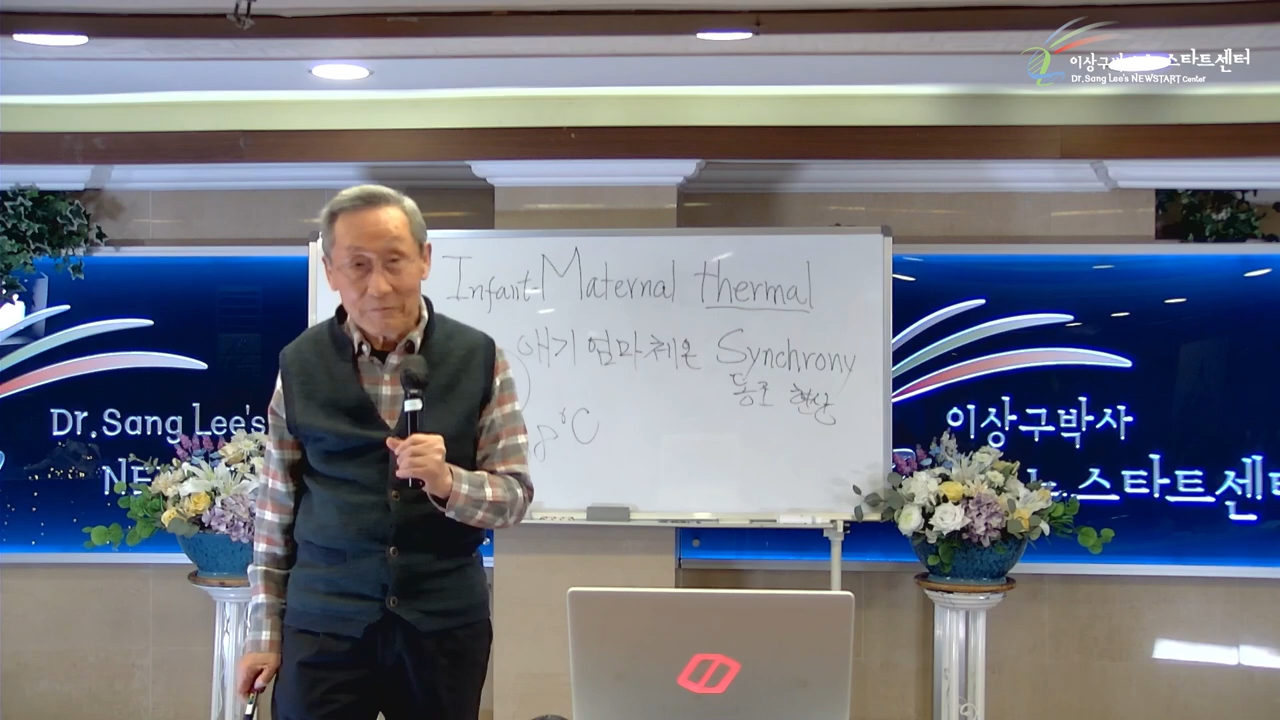 이상구박사 뉴스타트센터
Dr.Sang Lee's NEWSTART Center
Infant-Maternal thermal
애기 엄마 체온 Synchrony
동조 현상
8°C
Dr.Sang Lee's
NE
이상구박사
스타트센